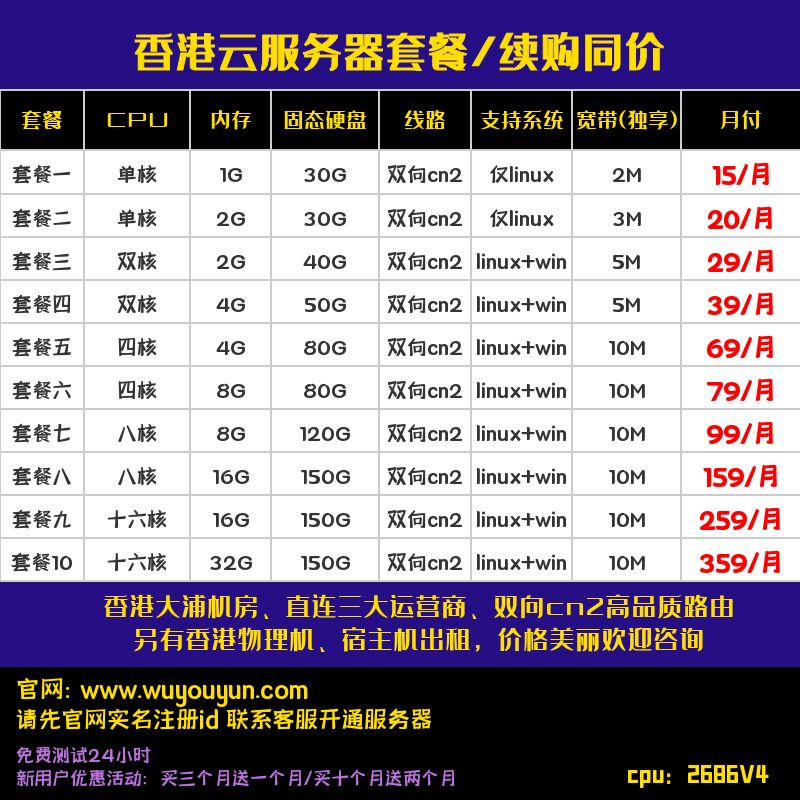 香港云服务器套餐/续购同价
套餐 CPU 内存 固态硬盘 线路 支持系统 宽带(独享) 月付
套餐一 单核 1G 30G 双向cn2 仅linux 2M 15/月
套餐二 单核 2G 30G 双向cn2 仅linux 3M 20/月
套餐三 双核 2G 40G 双向cn2 linux+win 5M 29/月
套餐四 双核 4G 50G 双向cn2 linux+win 5M 39/月
套餐五 四核 4G 80G 双向cn2 linux+win 10M 69/月
套餐六 四核 8G 80G 双向cn2 linux+win 10M 79/月
套餐七 八核 8G 120G 双向cn2 linux+win 10M 99/月
套餐八 八核 16G 150G 双向cn2 linux+win 10M 159/月
套餐九 十六核 16G 150G 双向cn2 linux+win 10M 259/月
套餐10 十六核 32G 150G 双向cn2 linux+win 10M 359/月
香港大浦机房、直连三大运营商、双向cn2高品质路由
另有香港物理机、宿主机出租，价格美丽欢迎咨询
官网: www.wuyouyun.com
请先官网实名注册id 联系客服开通服务器
免费测试24小时
新用户优惠活动: 买三个月送一个月/买十个月送两个月
cpu: 2686V4